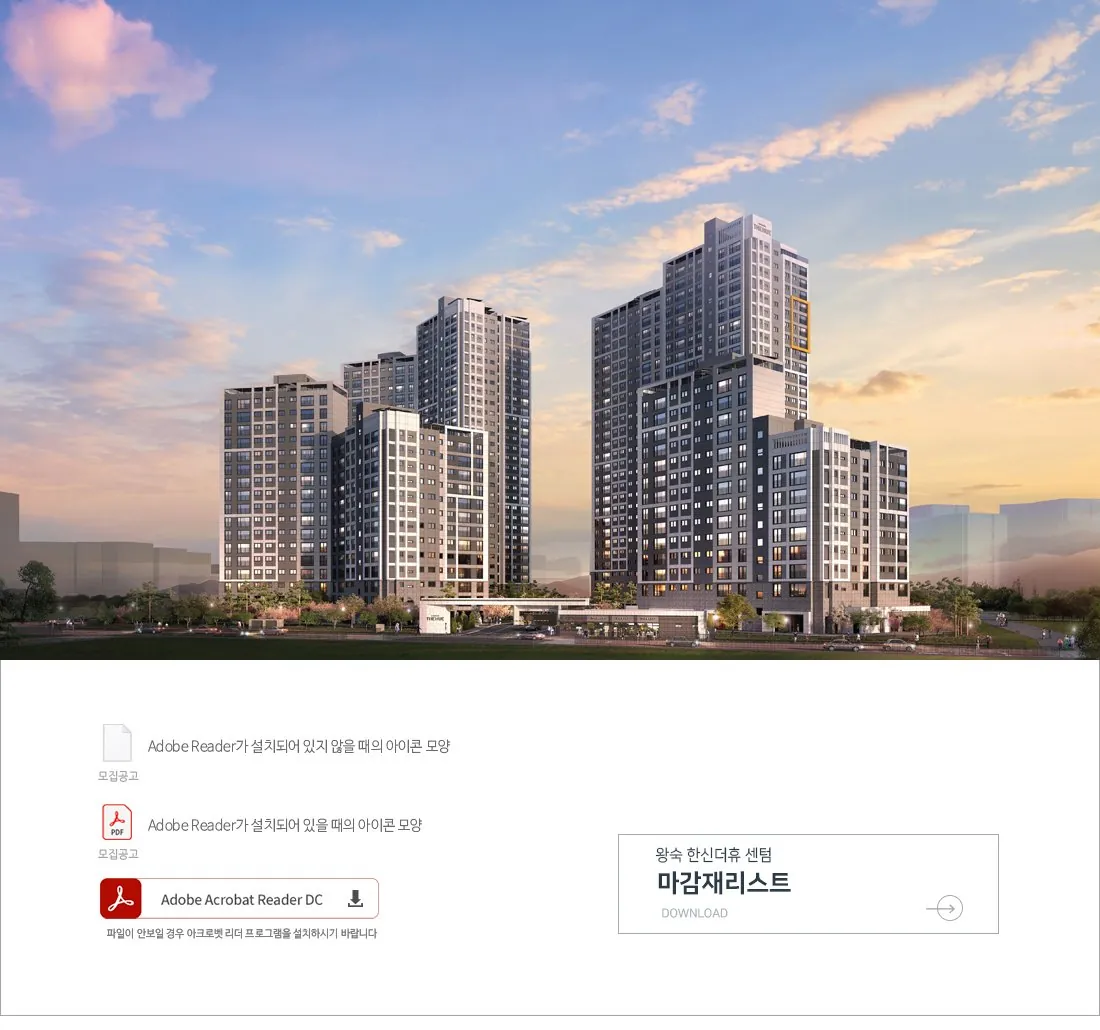 THEHUE
Adobe Reader가 설치되어 있지 않을 때의 아이콘 모양
모집공고
PDF
Adobe Reader가 설치되어 있을 때의 아이콘 모양
모집공고
Adobe Acrobat Reader DC
파일이 안보일 경우 아크로벳 리더 프로그램을 설치하시기 바랍니다
왕숙 한신더휴 센텀
마감재리스트
DOWNLOAD